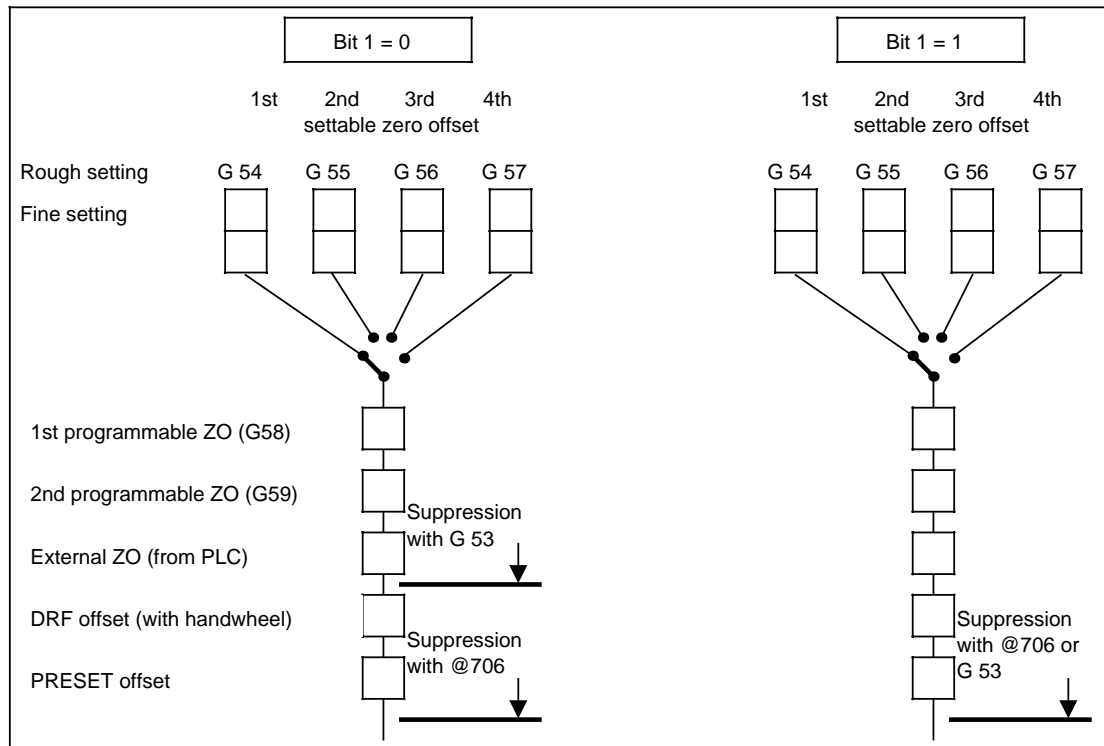 Bit 1 = 0
Bit 1 = 1
1st 2nd 3rd 4th
settable zero offset
1st 2nd 3rd 4th
settable zero offset
Rough setting G 54 G 55 G 56 G 57
G 54 G 55 G 56 G 57
Fine setting
1st programmable ZO (G58)
2nd programmable ZO (G59)
Suppression
with G 53
External ZO (from PLC)
DRF offset (with handwheel)
Suppression
with @706
PRESET offset
Suppression
with @706 or
G 53